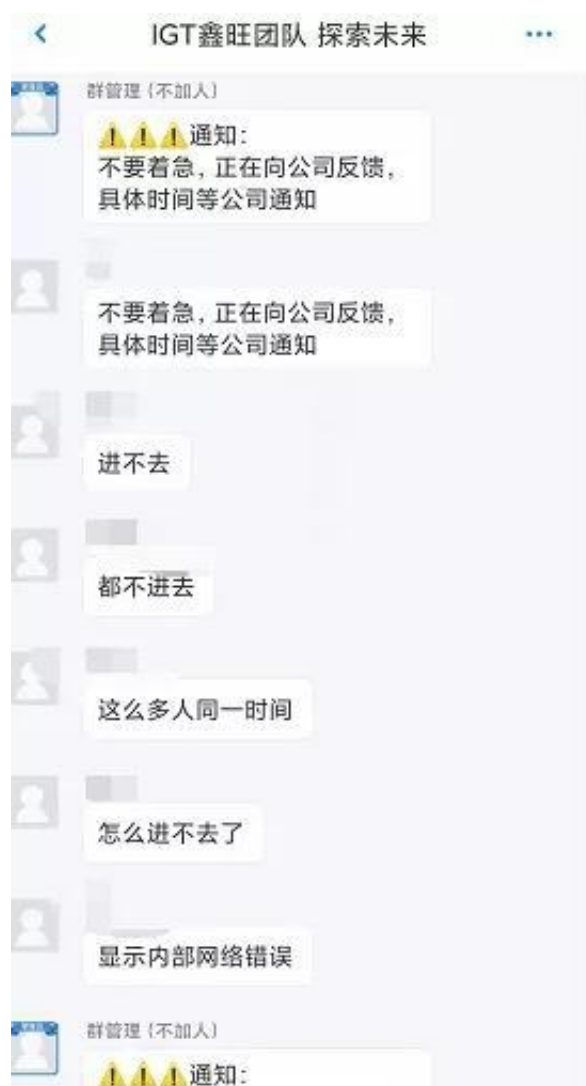 IGT鑫旺团队 探索未来
群管理(不加人)
通知:
不要着急,正在向公司反馈,
具体时间等公司通知
不要着急,正在向公司反馈,
具体时间等公司通知
进不去
都不进去
这么多人同一时间
怎么进不去了
显示内部网络错误
群管理(不加人)
通知: